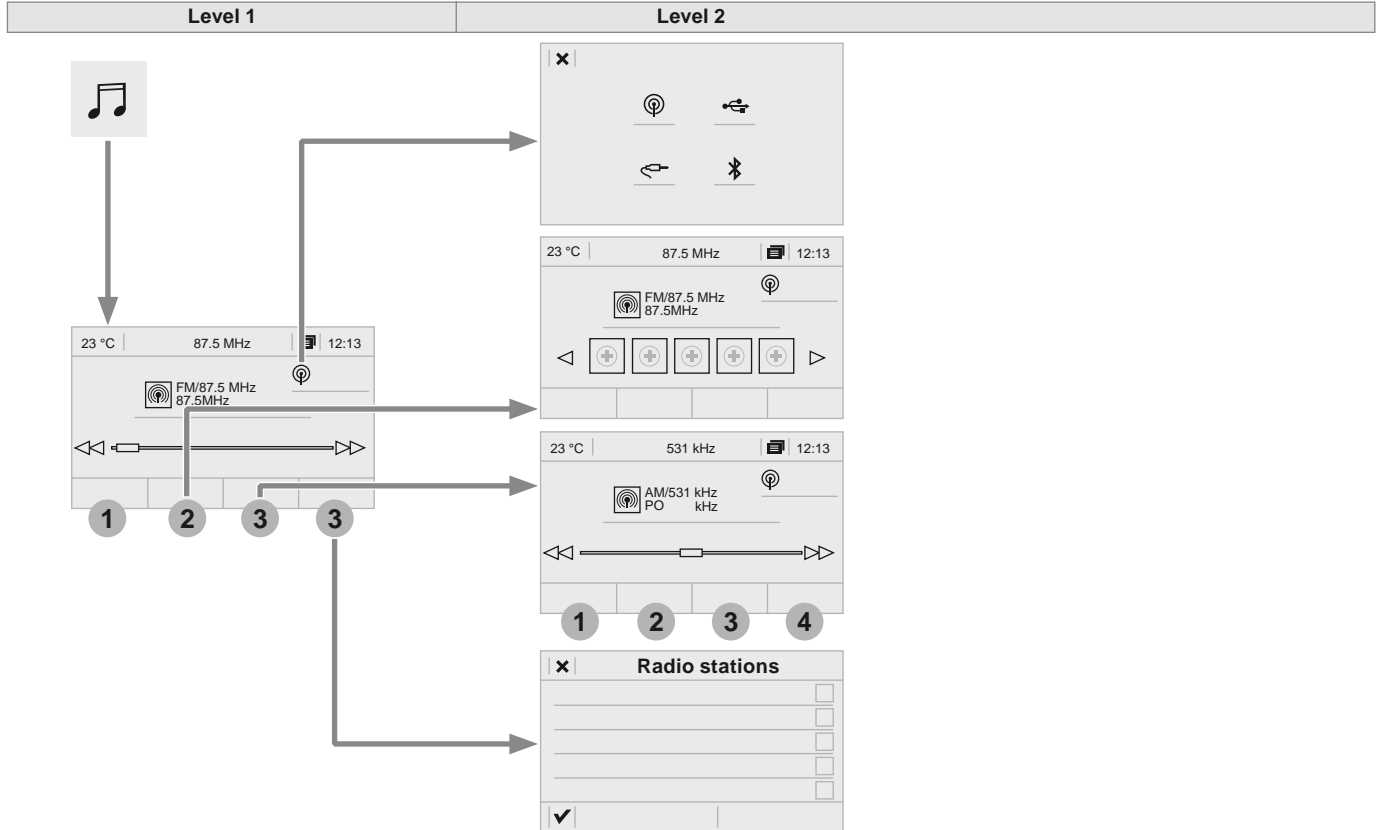 Level 1
Level 2
23 °C
87.5 MHz
12:13
FM/87.5 MHz
87.5MHz
1
2
3
3
23 °C
87.5 MHz
12:13
FM/87.5 MHz
87.5MHz
23 °C
531 kHz
12:13
AM/531 kHz
PO kHz
1
2
3
4
Radio stations